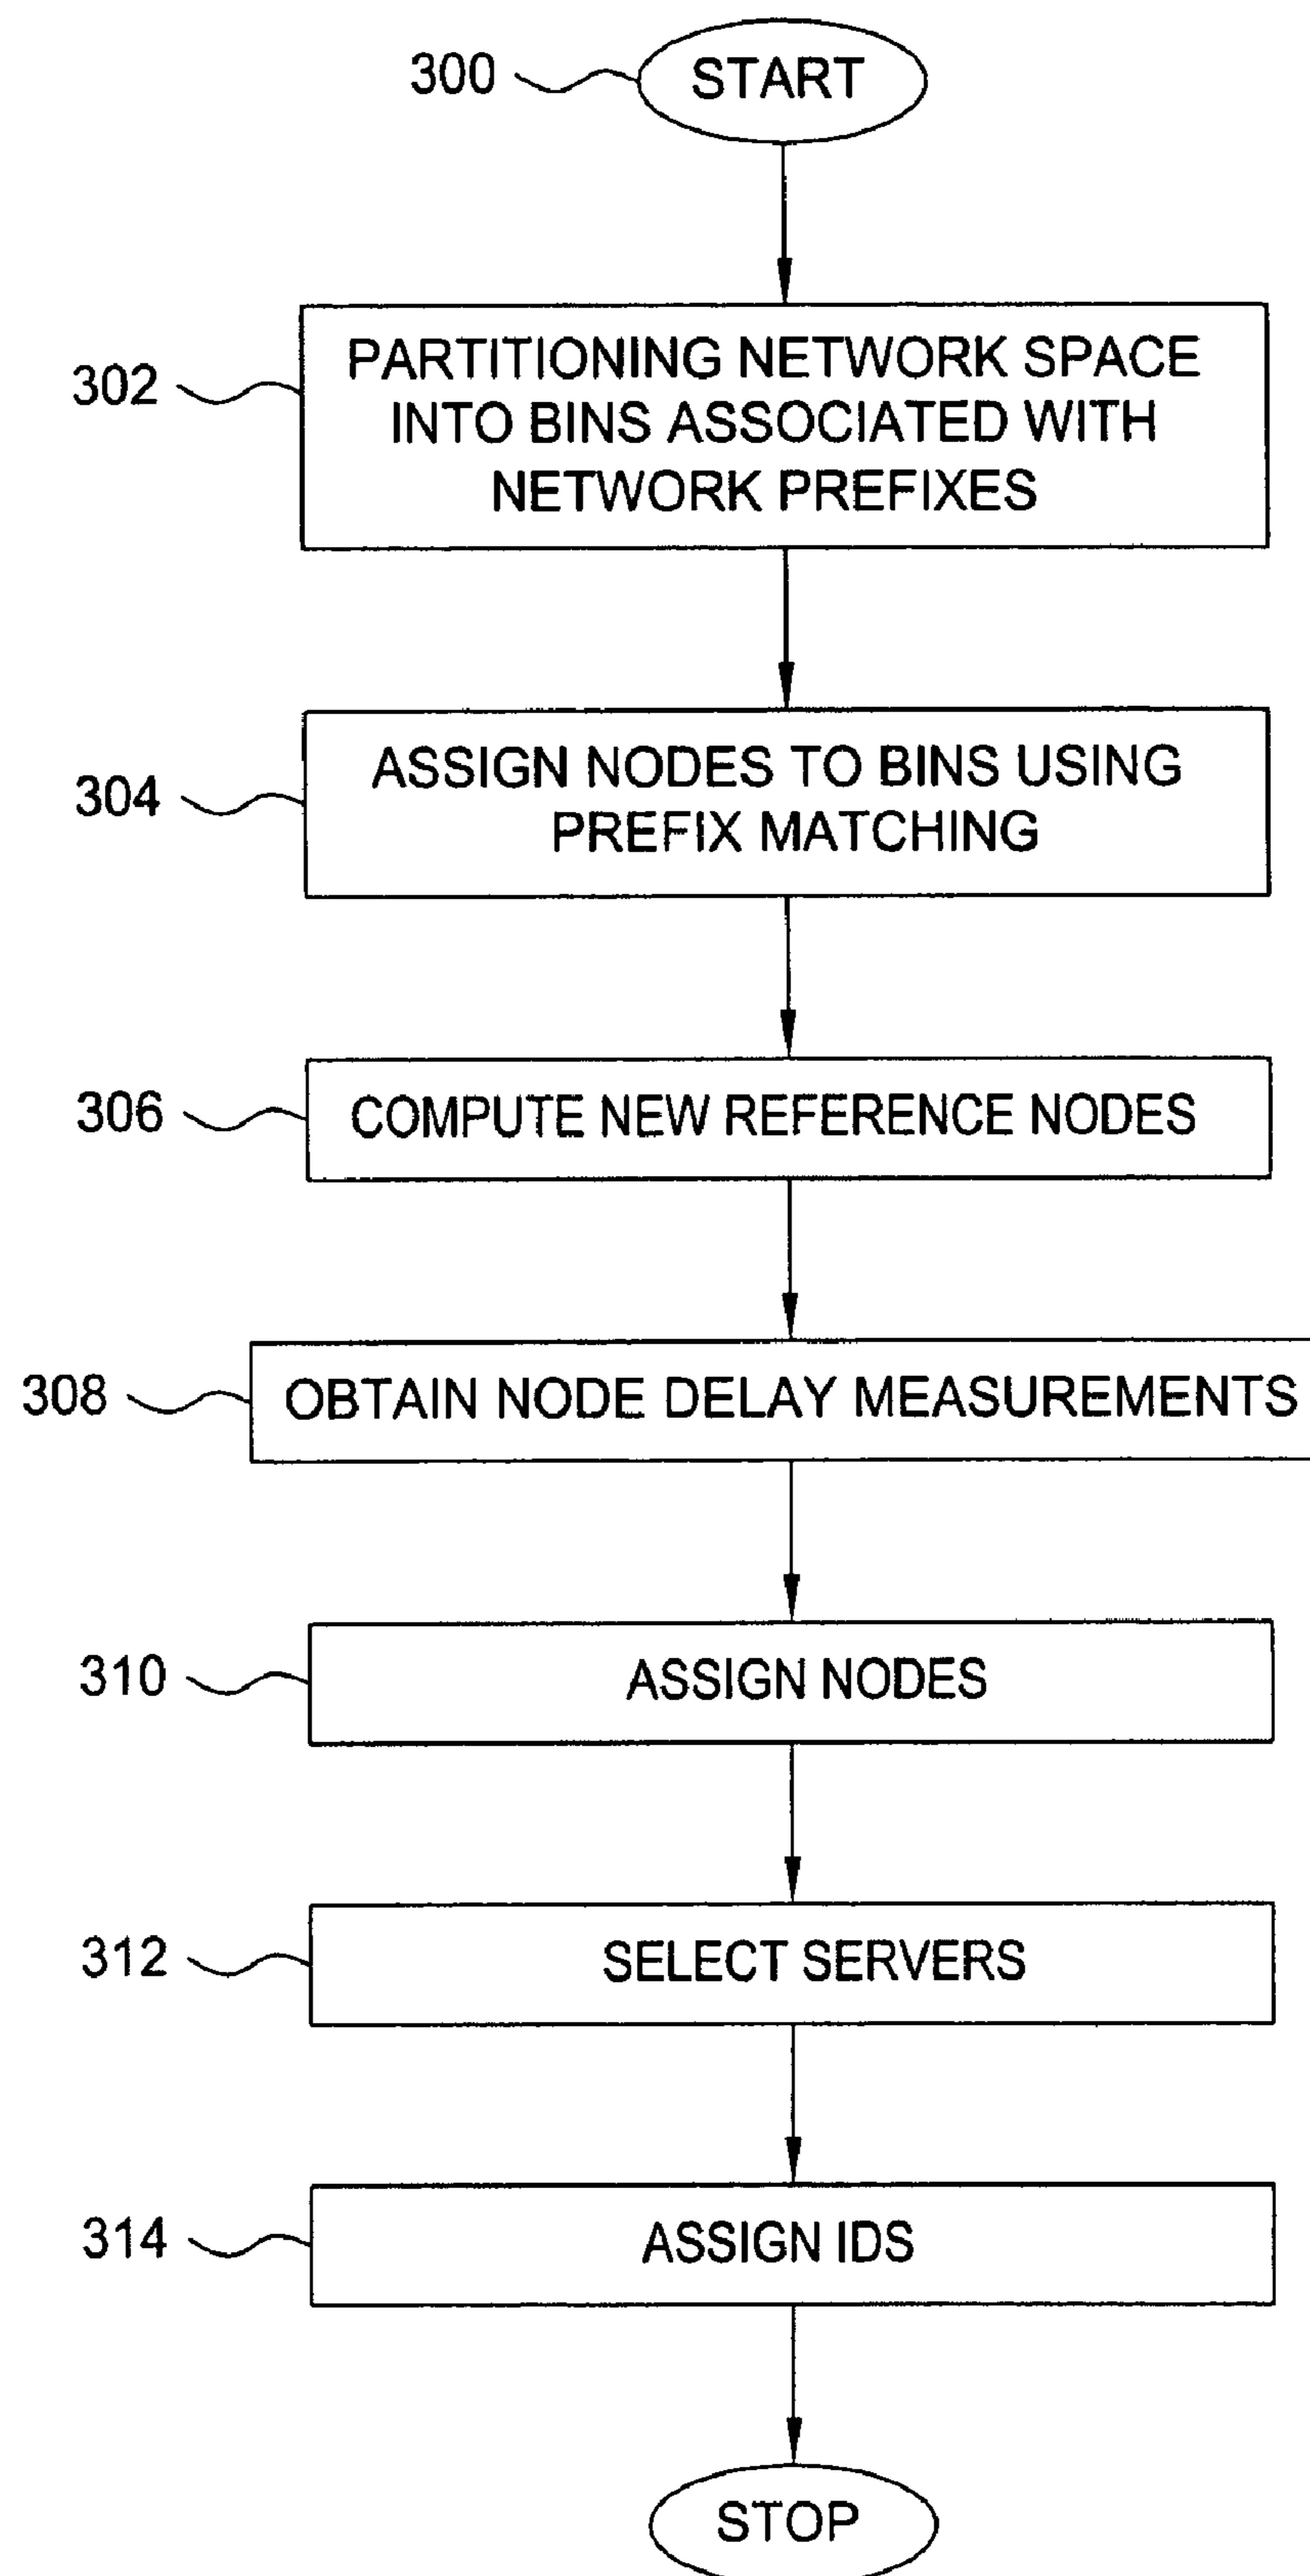 300
START
302
PARTITIONING NETWORK SPACE
INTO BINS ASSOCIATED WITH
NETWORK PREFIXES
304
ASSIGN NODES TO BINS USING
PREFIX MATCHING
306
COMPUTE NEW REFERENCE NODES
308
OBTAIN NODE DELAY MEASUREMENTS
310
ASSIGN NODES
312
SELECT SERVERS
314
ASSIGN IDS
STOP